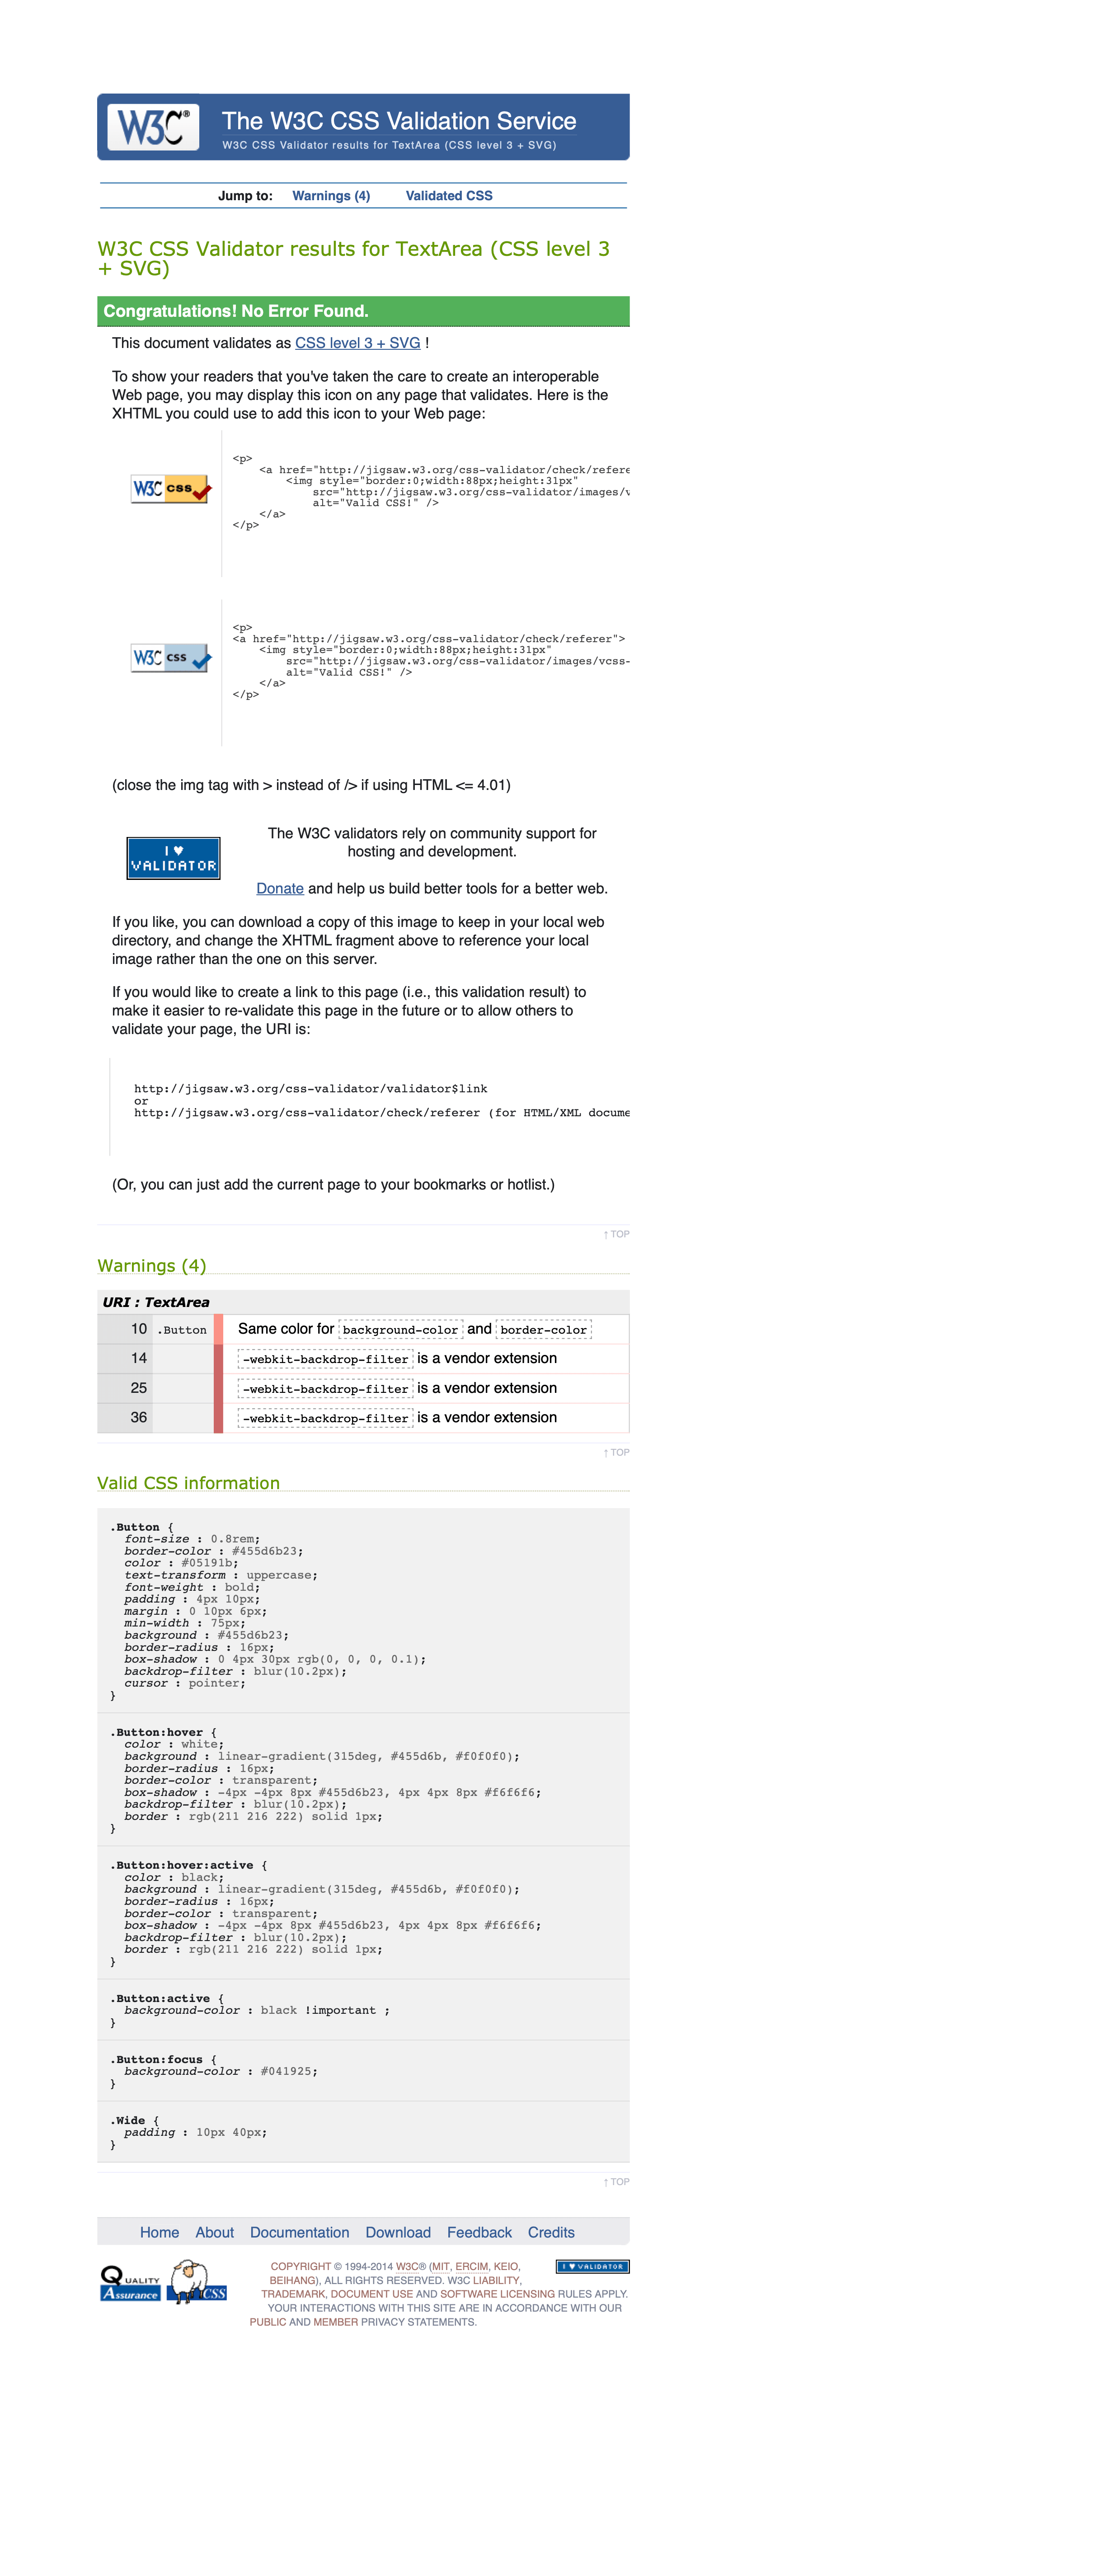 W3C®
The W3C CSS Validation Service
W3C CSS Validator results for TextArea (CSS level 3 + SVG)
Jump to: Warnings (4) Validated CSS
W3C CSS Validator results for TextArea (CSS level 3
+ SVG)
Congratulations! No Error Found.
This document validates as CSS level 3 + SVG !
To show your readers that you've taken the care to create an interoperable
Web page, you may display this icon on any page that validates. Here is the
XHTML you could use to add this icon to your Web page:
W3C css
<p>
<a href="http://jigsaw.w3.org/css-validator/check/refere
<img style="border:0;width:88px;height:31px"
src="http://jigsaw.w3.org/css-validator/images/v
alt="Valid CSS!" />
</a>
</p>
W3C css
<p>
<a href="http://jigsaw.w3.org/css-validator/check/referer">
<img style="border:0;width:88px;height:31px"
src="http://jigsaw.w3.org/css-validator/images/vcss-
alt="Valid CSS!" />
</a>
</p>
(close the img tag with > instead of /> if using HTML <= 4.01)
I ♥
VALIDATOR
The W3C validators rely on community support for
hosting and development.
Donate and help us build better tools for a better web.
If you like, you can download a copy of this image to keep in your local web
directory, and change the XHTML fragment above to reference your local
image rather than the one on this server.
If you would like to create a link to this page (i.e., this validation result) to
make it easier to re-validate this page in the future or to allow others to
validate your page, the URI is:
http://jigsaw.w3.org/css-validator/validator$link
or
http://jigsaw.w3.org/css-validator/check/referer (for HTML/XML docume
(Or, you can just add the current page to your bookmarks or hotlist.)
↑ TOP
Warnings (4)
URI : TextArea
10 .Button Same color for background-color and border-color
14 -webkit-backdrop-filter is a vendor extension
25 -webkit-backdrop-filter is a vendor extension
36 -webkit-backdrop-filter is a vendor extension
↑ TOP
Valid CSS information
.Button {
font-size : 0.8rem;
border-color : #455d6b23;
color : #05191b;
text-transform : uppercase;
font-weight : bold;
padding : 4px 10px;
margin : 0 10px 6px;
min-width : 75px;
background : #455d6b23;
border-radius : 16px;
box-shadow : 0 4px 30px rgb(0, 0, 0, 0.1);
backdrop-filter : blur(10.2px);
cursor : pointer;
}
.Button:hover {
color : white;
background : linear-gradient(315deg, #455d6b, #f0f0f0);
border-radius : 16px;
border-color : transparent;
box-shadow : -4px -4px 8px #455d6b23, 4px 4px 8px #f6f6f6;
backdrop-filter : blur(10.2px);
border : rgb(211 216 222) solid 1px;
}
.Button:hover:active {
color : black;
background : linear-gradient(315deg, #455d6b, #f0f0f0);
border-radius : 16px;
border-color : transparent;
box-shadow : -4px -4px 8px #455d6b23, 4px 4px 8px #f6f6f6;
backdrop-filter : blur(10.2px);
border : rgb(211 216 222) solid 1px;
}
.Button:active {
background-color : black !important ;
}
.Button:focus {
background-color : #041925;
}
.Wide {
padding : 10px 40px;
}
↑ TOP
Home About Documentation Download Feedback Credits
QUALITY
Assurance
CSS
I ♥ VALIDATOR
COPYRIGHT © 1994-2014 W3C® (MIT, ERCIM, KEIO,
BEIHANG), ALL RIGHTS RESERVED. W3C LIABILITY,
TRADEMARK, DOCUMENT USE AND SOFTWARE LICENSING RULES APPLY.
YOUR INTERACTIONS WITH THIS SITE ARE IN ACCORDANCE WITH OUR
PUBLIC AND MEMBER PRIVACY STATEMENTS.